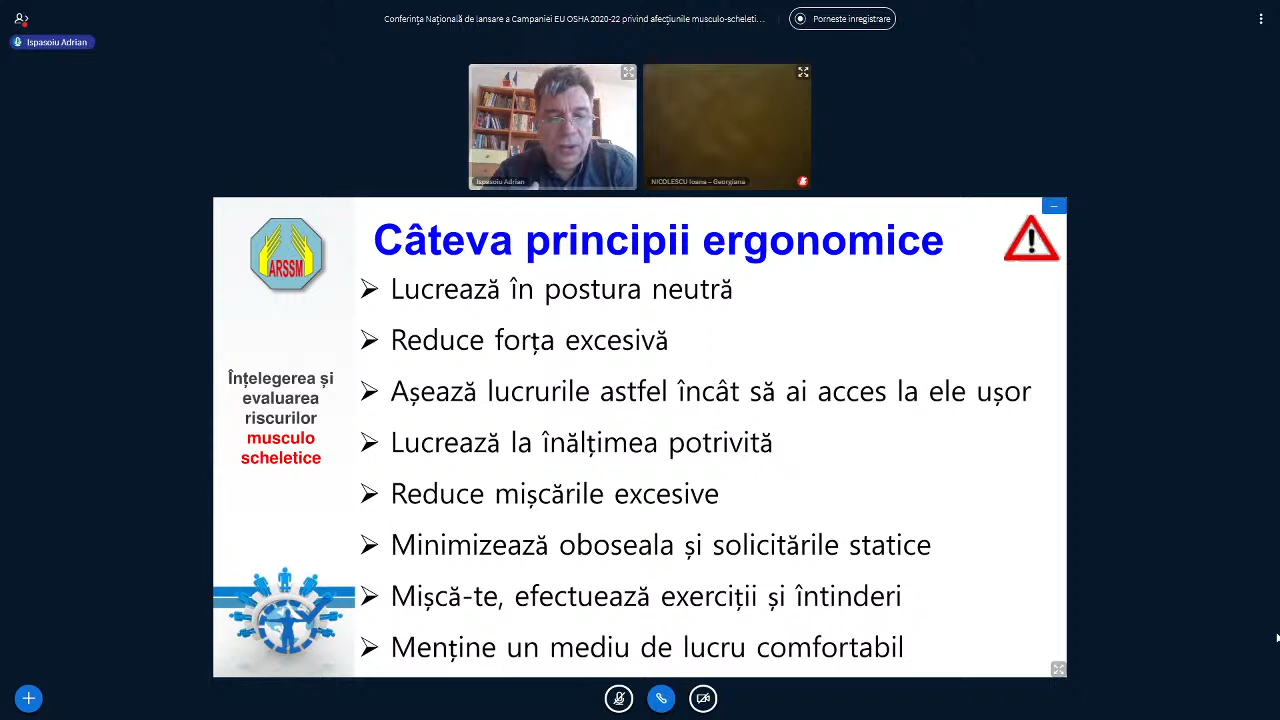 Conferința Națională de lansare a Campaniei EU OSHA 2020-22 privind afecțiunile musculo-scheleti...
Porneste inregistrare
Ispasoiu Adrian
Ispasoiu Adrian
NICOLESCU Ioana – Georgiana
ARSSM
Câteva principii ergonomice
Lucrează în postura neutră
Reduce forța excesivă
Așează lucrurile astfel încât să ai acces la ele ușor
Lucrează la înălțimea potrivită
Reduce mișcările excesive
Minimizează oboseala și solicitările statice
Mișcă-te, efectuează exerciții și întinderi
Menține un mediu de lucru comfortabil
Înțelegerea și
evaluarea
riscurilor
musculo
scheletice